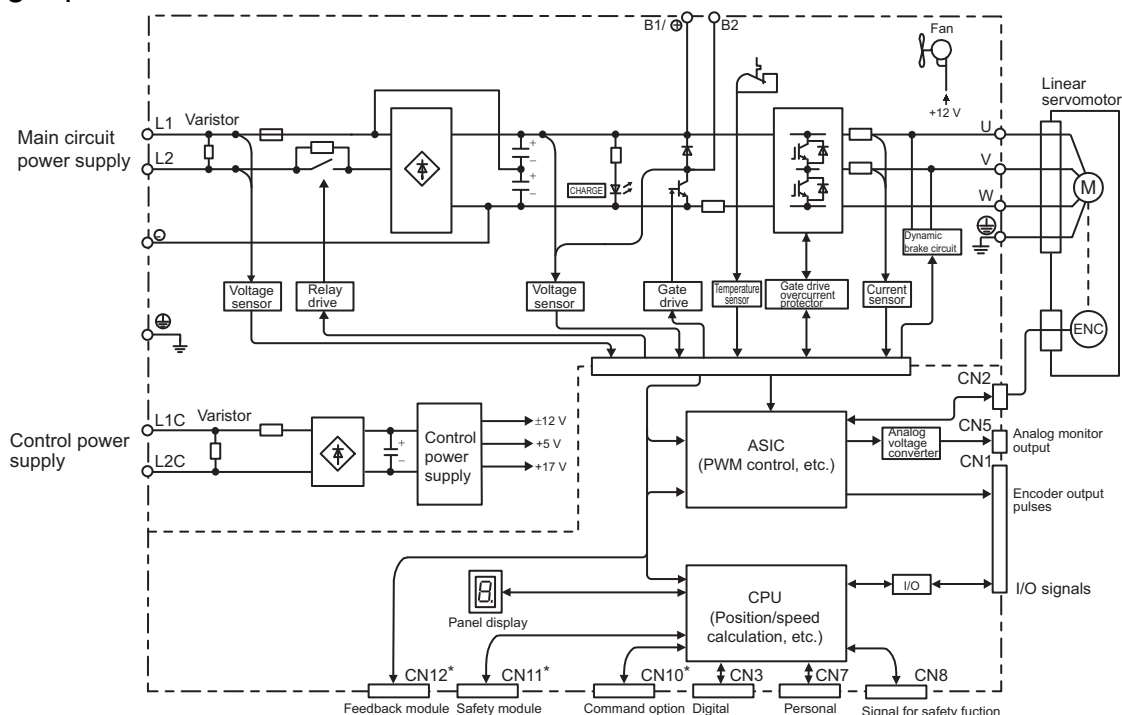 B1/ ⊕
B2
Fan
+12 V
Linear
servomotor
Main circuit
power supply
L1
Varistor
L2
U
V
W
M
CHARGE
+
−
+
−
⊖
Dynamic
brake circuit
Voltage
sensor
Relay
drive
Voltage
sensor
Gate
drive
Temperature
sensor
Gate drive
overcurrent
protector
Current
sensor
ENC
CN2
Control power
supply
L1C
Varistor
L2C
+
−
Control
power
supply
±12 V
+5 V
+17 V
ASIC
(PWM control, etc.)
Analog
voltage
converter
CN5
Analog monitor
output
CN1
Encoder output
pulses
8.
Panel display
CPU
(Position/speed
calculation, etc.)
I/O
I/O signals
CN12*
CN11*
CN10*
CN3
CN7
CN8
Feedback module
Safety module
Command option
Digital
Personal
Signal for safety fuction